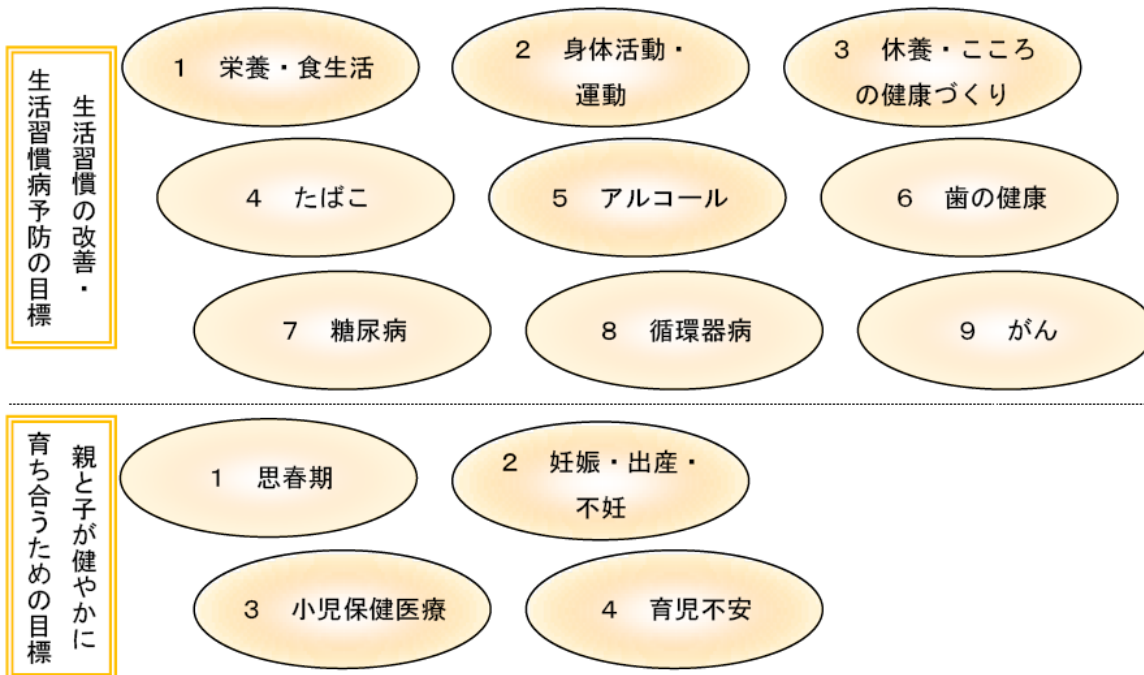 生活習慣の改善・
生活習慣病予防の目標
1 栄養・食生活
2 身体活動・
運動
3 休養・こころ
の健康づくり
4 たばこ
5 アルコール
6 歯の健康
7 糖尿病
8 循環器病
9 がん
親と子が健やかに
育ち合うための目標
1 思春期
2 妊娠・出産・
不妊
3 小児保健医療
4 育児不安